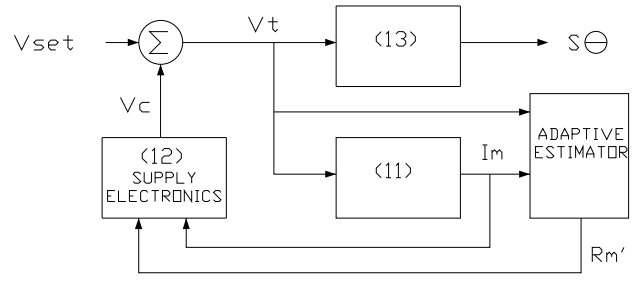 Vset
Σ
Vt
(13)
SΘ
Vc
(12)
SUPPLY
ELECTRONICS
(11)
Im
ADAPTIVE
ESTIMATOR
Rm'